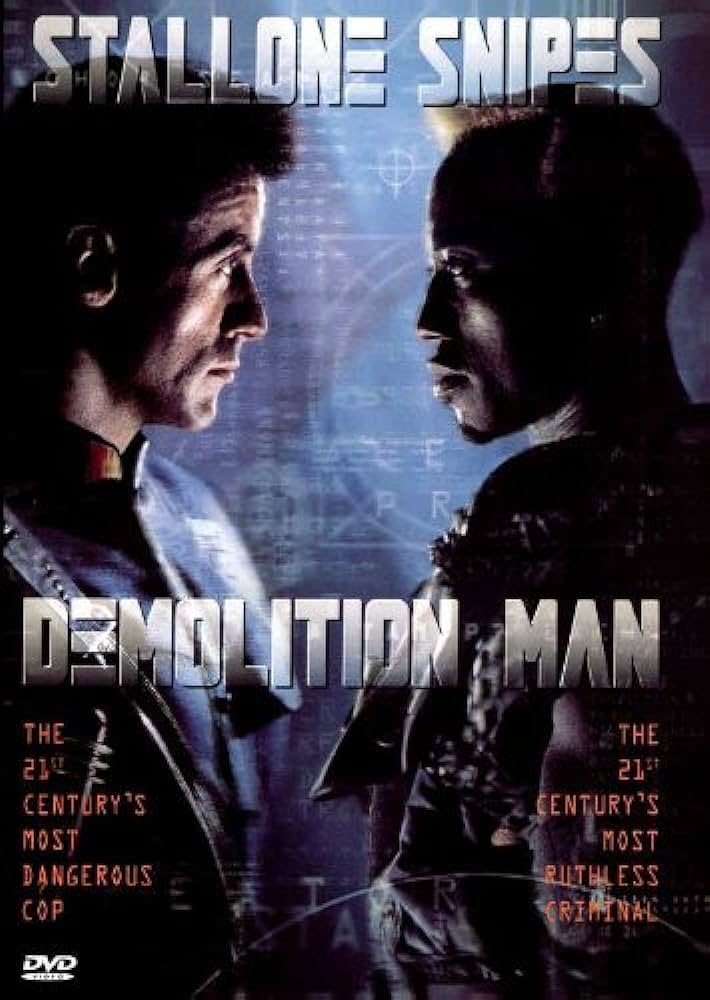 STALLONE SNIPES
DEMOLITION MAN
THE
21ST
CENTURY'S
MOST
DANGEROUS
COP
THE
21ST
CENTURY'S
MOST
RUTHLESS
CRIMINAL
DVD
VIDEO